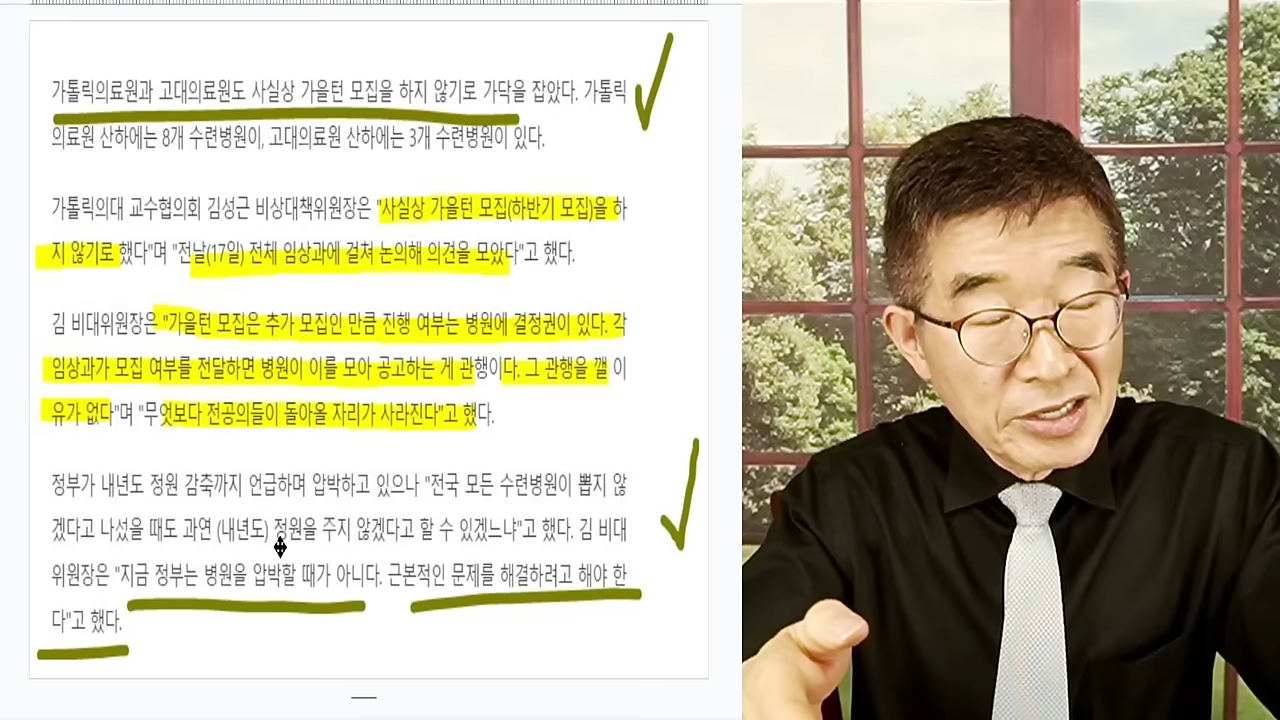 가톨릭의료원과 고대의료원도 사실상 가을턴 모집을 하지 않기로 가닥을 잡았다. 가톨릭
의료원 산하에는 8개 수련병원이, 고대의료원 산하에는 3개 수련병원이 있다.
가톨릭의대 교수협의회 김성근 비상대책위원장은 "사실상 가을턴 모집(하반기 모집)을 하
지 않기로 했다"며 "전날(17일) 전체 임상과에 걸쳐 논의해 의견을 모았다"고 했다.
김 비대위원장은 "가을턴 모집은 추가 모집인 만큼 진행 여부는 병원에 결정권이 있다. 각
임상과가 모집 여부를 전달하면 병원이 이를 모아 공고하는 게 관행이다. 그 관행을 깰 이
유가 없다"며 "무엇보다 전공의들이 돌아올 자리가 사라진다"고 했다.
정부가 내년도 정원 감축까지 언급하며 압박하고 있으나 "전국 모든 수련병원이 뽑지 않
겠다고 나섰을 때도 과연 (내년도) 정원을 주지 않겠다고 할 수 있겠느냐"고 했다. 김 비대
위원장은 "지금 정부는 병원을 압박할 때가 아니다. 근본적인 문제를 해결하려고 해야 한
다"고 했다.